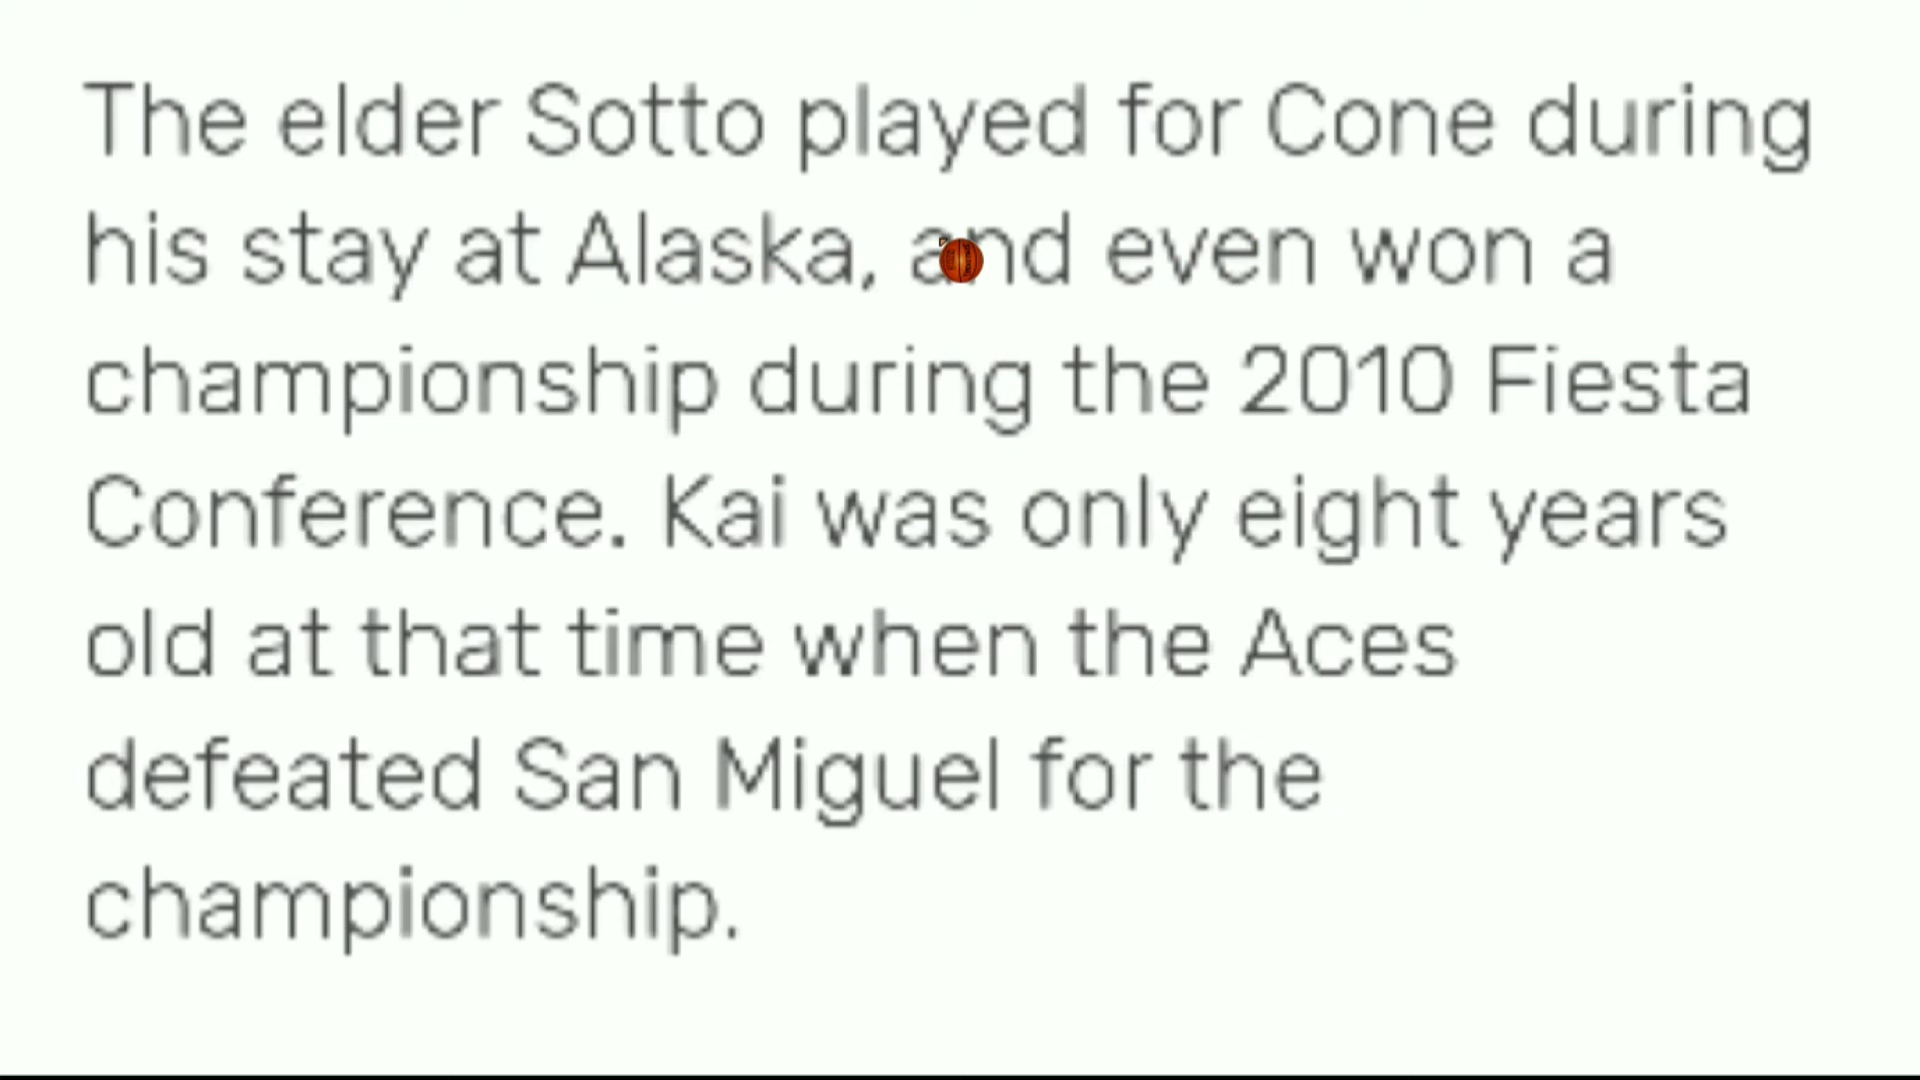 The elder Sotto played for Cone during
his stay at Alaska, and even won a
championship during the 2010 Fiesta
Conference. Kai was only eight years
old at that time when the Aces
defeated San Miguel for the
championship.